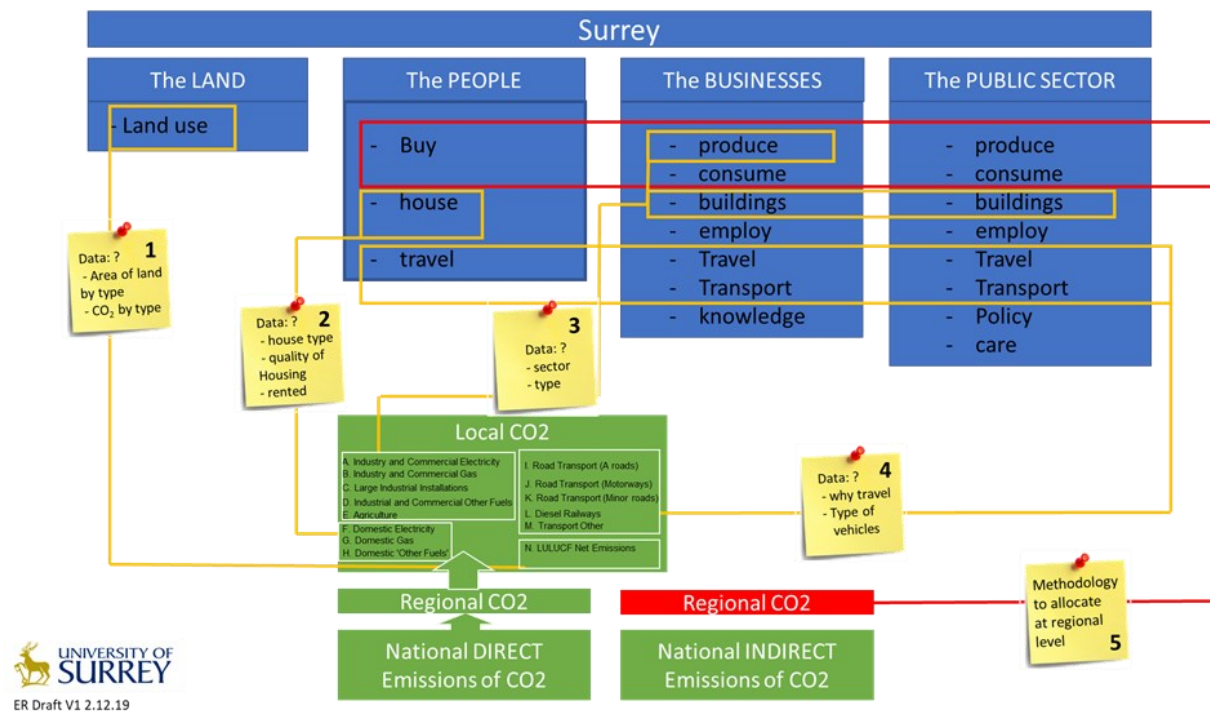 Surrey
The LAND
- Land use
The PEOPLE
- Buy
- house
- travel
The BUSINESSES
- produce
- consume
- buildings
- employ
- Travel
- Transport
- knowledge
The PUBLIC SECTOR
- produce
- consume
- buildings
- employ
- Travel
- Transport
- Policy
- care
1
Data: ?
- Area of land
by type
- CO₂ by type
2
Data: ?
- house type
- quality of
Housing
- rented
3
Data: ?
- sector
- type
Local CO2
A. Industry and Commercial Electricity
B. Industry and Commercial Gas
C. Large Industrial Installations
D. Industrial and Commercial Other Fuels
E. Agriculture
F. Domestic Electricity
G. Domestic Gas
H. Domestic 'Other Fuels'
I. Road Transport (A roads)
J. Road Transport (Motorways)
K. Road Transport (Minor roads)
L. Diesel Railways
M. Transport Other
N. LULUCF Net Emissions
4
Data: ?
- why travel
- Type of
vehicles
Regional CO2
National DIRECT
Emissions of CO2
Regional CO2
National INDIRECT
Emissions of CO2
Methodology
to allocate
at regional
level
5
UNIVERSITY OF
SURREY
ER Draft V1 2.12.19